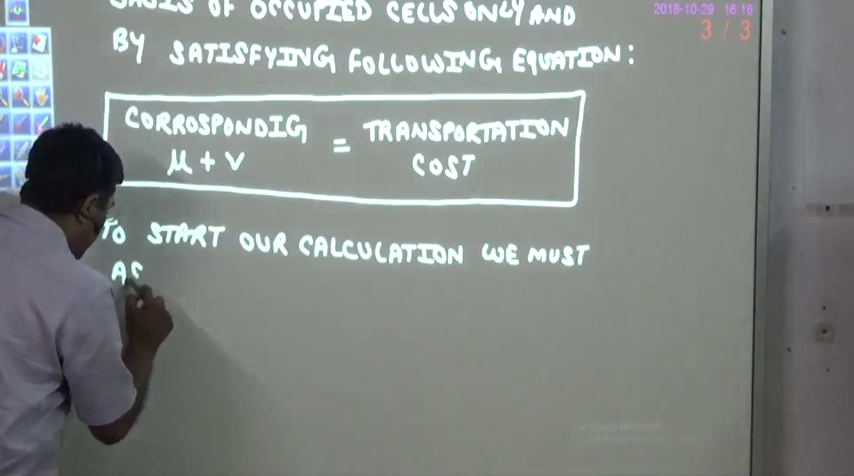 BASIS OF OCCUPIED CELLS ONLY AND
BY SATISFYING FOLLOWING EQUATION:
CORROSPONDIG = TRANSPORTATION
μ + v COST
TO START OUR CALCULATION WE MUST
AS
2018-10-29 16:16
3 / 3